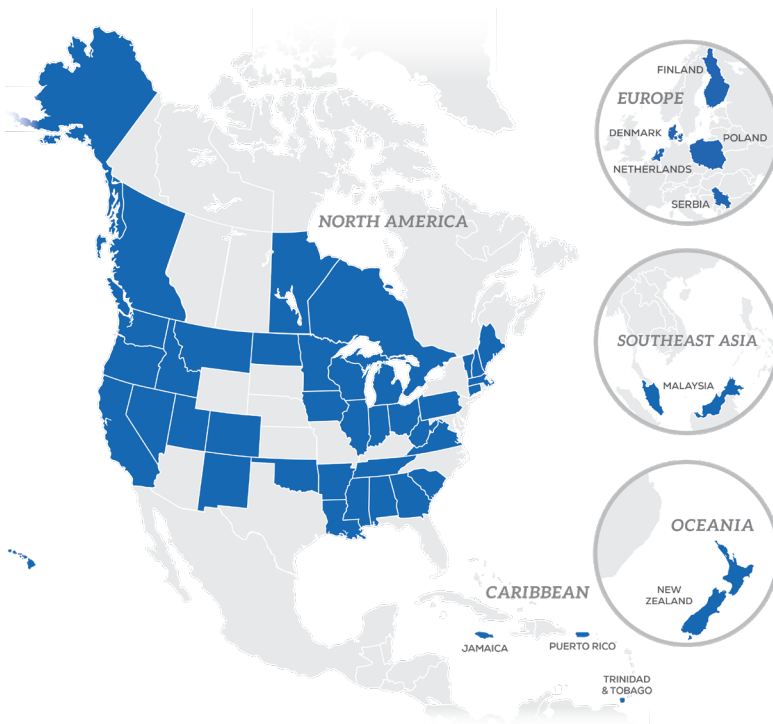 FINLAND
EUROPE
DENMARK
POLAND
NETHERLANDS
SERBIA
NORTH AMERICA
SOUTHEAST ASIA
MALAYSIA
OCEANIA
NEW
ZEALAND
CARIBBEAN
JAMAICA
PUERTO RICO
TRINIDAD
& TOBAGO